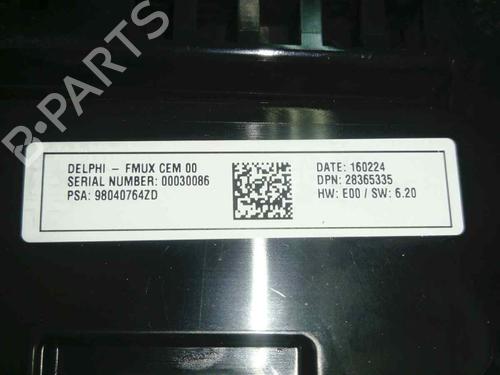 B-PARTS
DELPHI - FMUX CEM 00
SERIAL NUMBER: 00030086
PSA: 98040764ZD
DATE: 160224
DPN: 28365335
HW: E00 / SW: 6.20